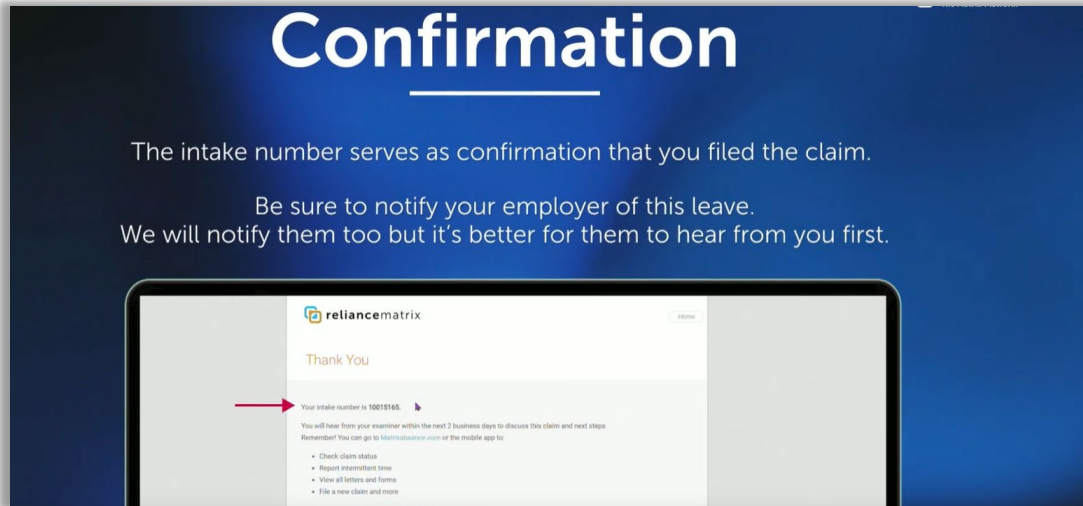 Confirmation
The intake number serves as confirmation that you filed the claim.
Be sure to notify your employer of this leave.
We will notify them too but it's better for them to hear from you first.
reliancematrix
Home
Thank You
Your intake number is 10015165.
You will hear from your examiner within the next 2 business days to discuss this claim and next steps
Remember! You can go to Matrixabsence.com or the mobile app to:
• Check claim status
• Report intermittent time
• View all letters and forms
• File a new claim and more